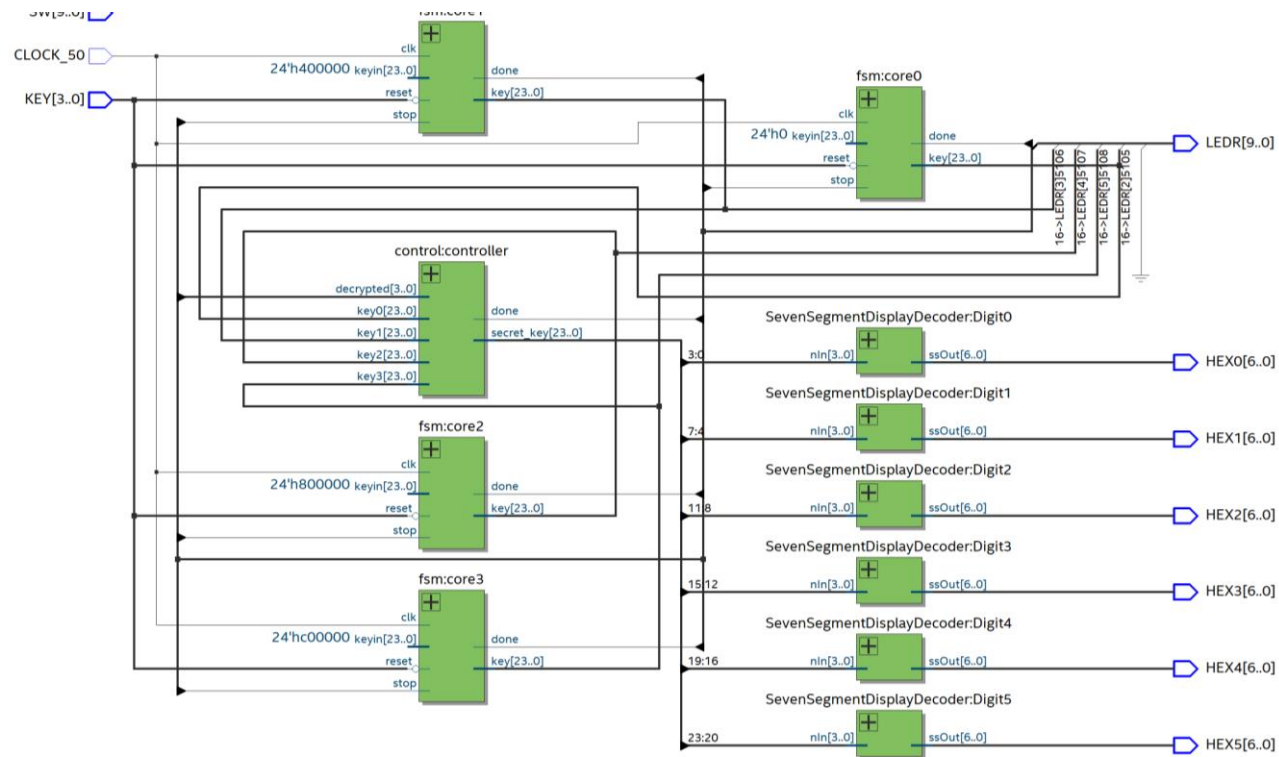 SW[9..0]
CLOCK_50
KEY[3..0]
fsm:core1
clk
24'h400000 keyin[23..0]
reset
stop
done
key[23..0]
fsm:core0
clk
24'h0 keyin[23..0]
reset
stop
done
key[23..0]
LEDR[9..0]
16->LEDR[3]5106
16->LEDR[4]5107
16->LEDR[5]5108
16->LEDR[2]5105
control:controller
decrypted[3..0]
key0[23..0]
key1[23..0]
key2[23..0]
key3[23..0]
done
secret_key[23..0]
fsm:core2
clk
24'h800000 keyin[23..0]
reset
stop
done
key[23..0]
fsm:core3
clk
24'hc00000 keyin[23..0]
reset
stop
done
key[23..0]
SevenSegmentDisplayDecoder:Digit0
3:0
nIn[3..0]
ssOut[6..0]
HEX0[6..0]
SevenSegmentDisplayDecoder:Digit1
7:4
nIn[3..0]
ssOut[6..0]
HEX1[6..0]
SevenSegmentDisplayDecoder:Digit2
11:8
nIn[3..0]
ssOut[6..0]
HEX2[6..0]
SevenSegmentDisplayDecoder:Digit3
15:12
nIn[3..0]
ssOut[6..0]
HEX3[6..0]
SevenSegmentDisplayDecoder:Digit4
19:16
nIn[3..0]
ssOut[6..0]
HEX4[6..0]
SevenSegmentDisplayDecoder:Digit5
23:20
nIn[3..0]
ssOut[6..0]
HEX5[6..0]